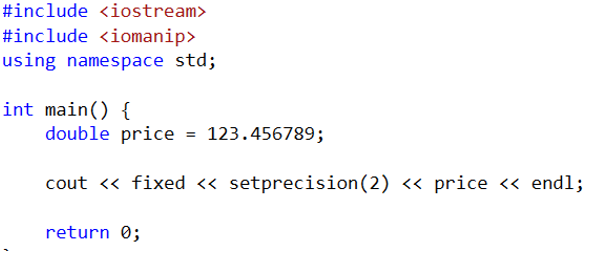 #include <iostream>
#include <iomanip>
using namespace std;

int main() {
    double price = 123.456789;

    cout << fixed << setprecision(2) << price << endl;

    return 0;